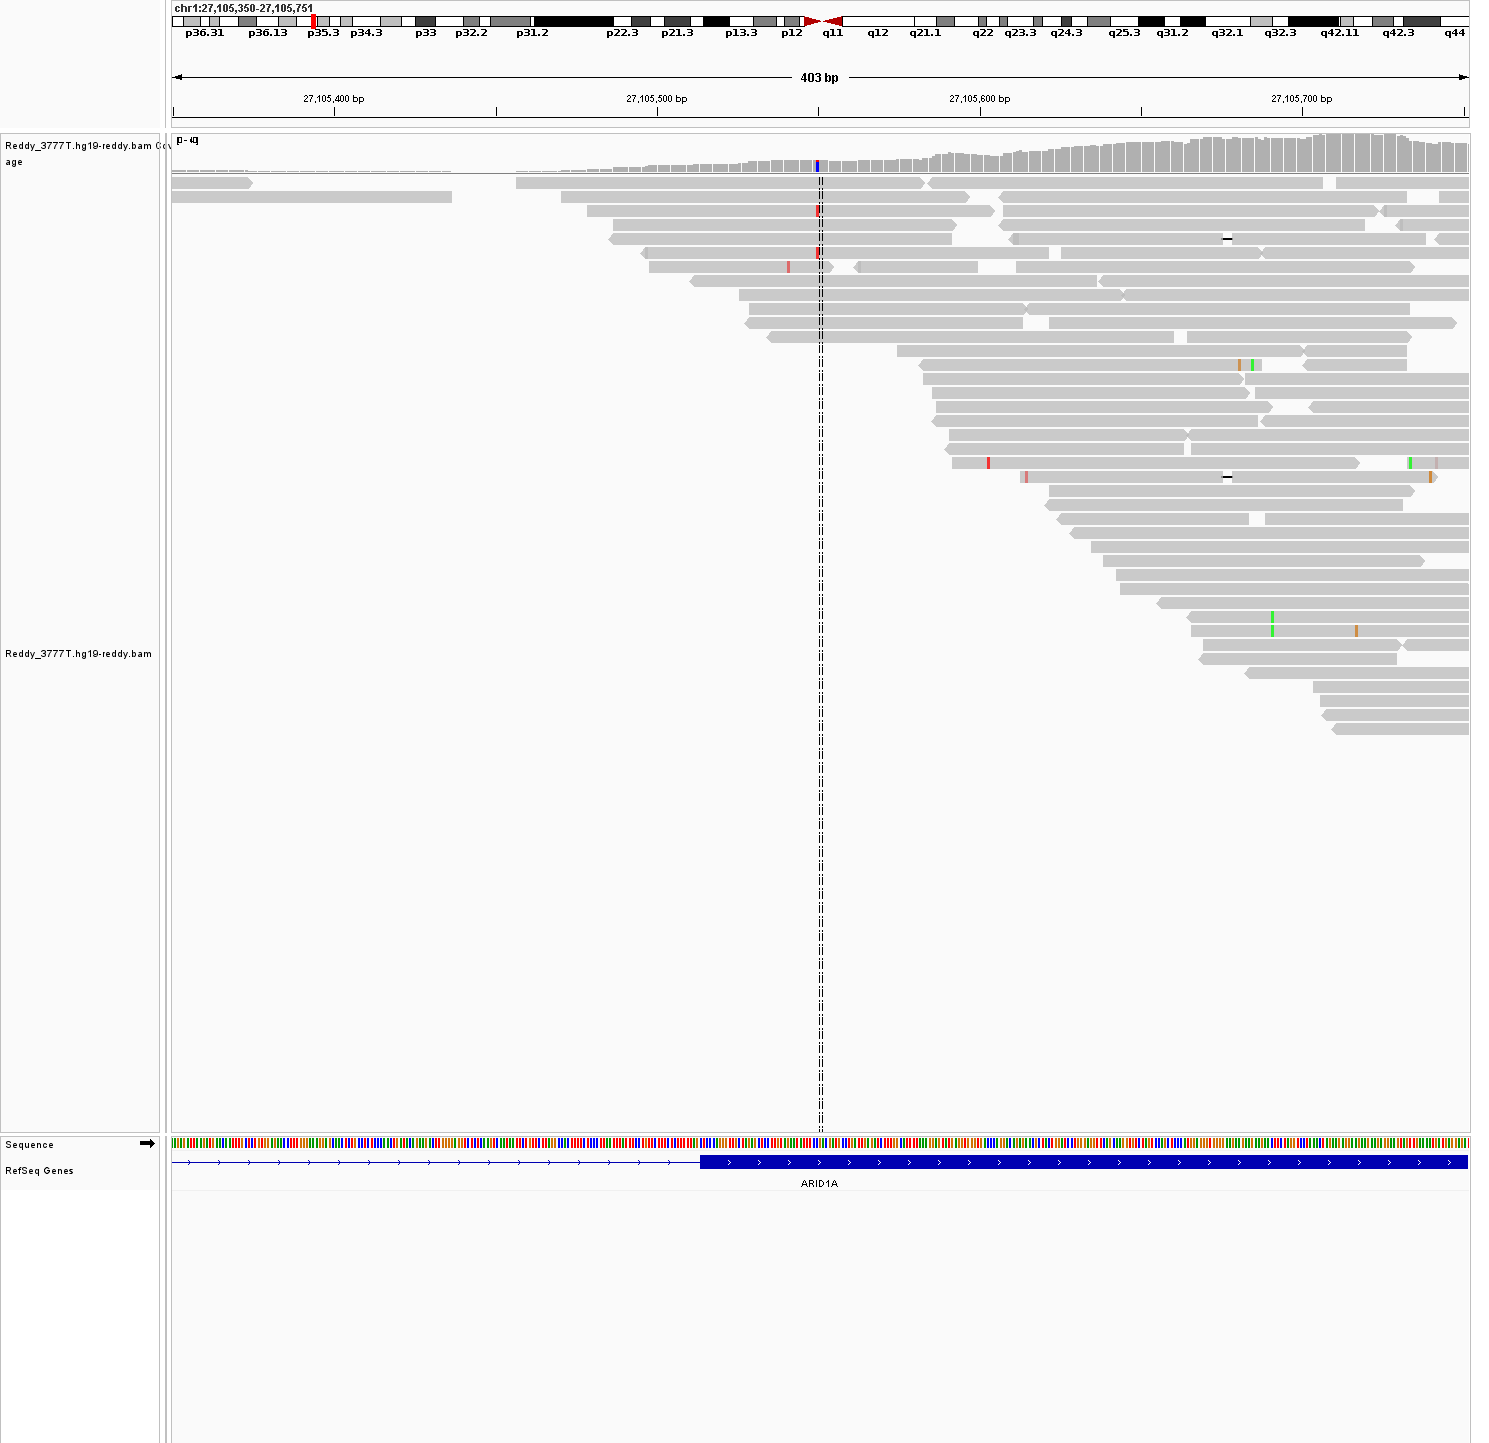 chr1:27,105,350-27,105,751
p36.31 p36.13 p35.3 p34.3 p33 p32.2 p31.2 p22.3 p21.3 p13.3 p12 q11 q12 q21.1 q22 q23.3 q24.3 q25.3 q31.2 q32.1 q32.3 q42.11 q42.3 q44
403 bp
27,105,400 bp 27,105,500 bp 27,105,600 bp 27,105,700 bp
Reddy_3777T.hg19-reddy.bam
age
Reddy_3777T.hg19-reddy.bam
Sequence
RefSeq Genes
ARID1A